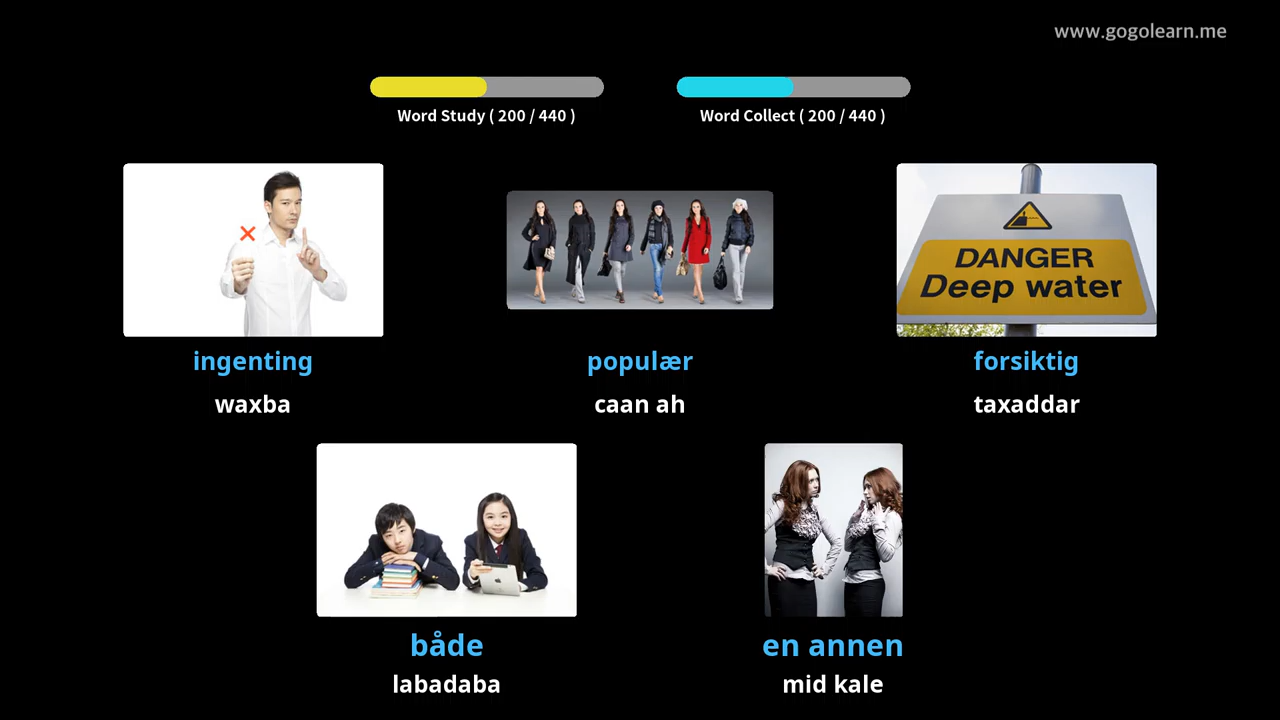 www.gogolearn.me
Word Study ( 200 / 440 )
Word Collect ( 200 / 440 )
DANGER
Deep water
ingenting
populær
forsiktig
waxba
caan ah
taxaddar
både
en annen
labadaba
mid kale